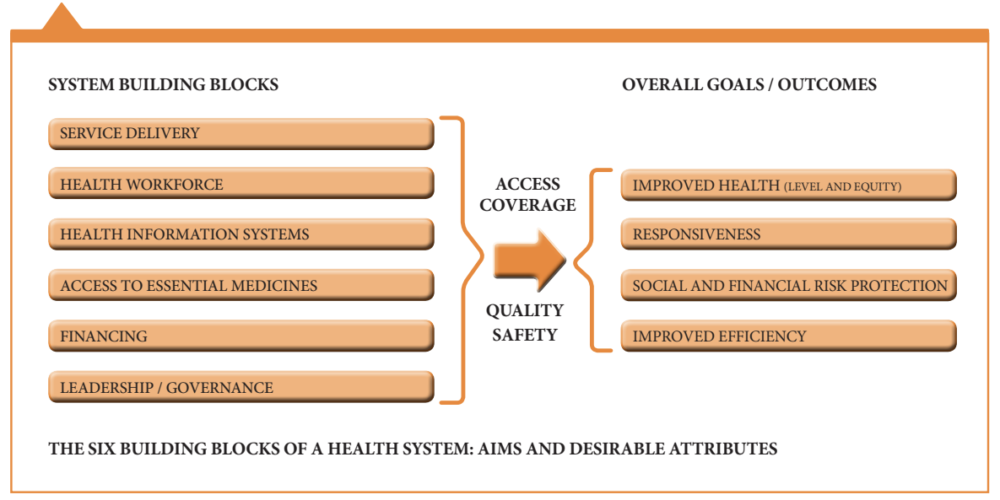 SYSTEM BUILDING BLOCKS
SERVICE DELIVERY
HEALTH WORKFORCE
HEALTH INFORMATION SYSTEMS
ACCESS TO ESSENTIAL MEDICINES
FINANCING
LEADERSHIP / GOVERNANCE
ACCESS
COVERAGE
QUALITY
SAFETY
OVERALL GOALS / OUTCOMES
IMPROVED HEALTH (LEVEL AND EQUITY)
RESPONSIVENESS
SOCIAL AND FINANCIAL RISK PROTECTION
IMPROVED EFFICIENCY
THE SIX BUILDING BLOCKS OF A HEALTH SYSTEM: AIMS AND DESIRABLE ATTRIBUTES